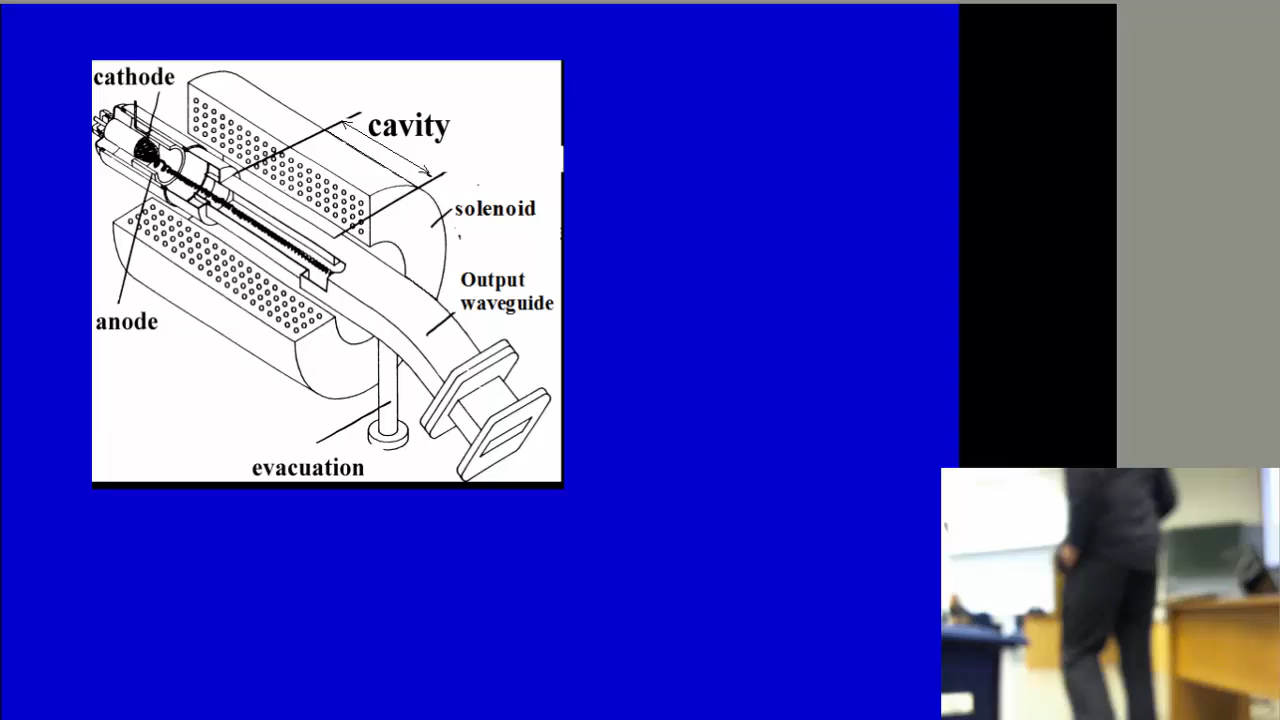 cathode
cavity
solenoid
Output
waveguide
anode
evacuation